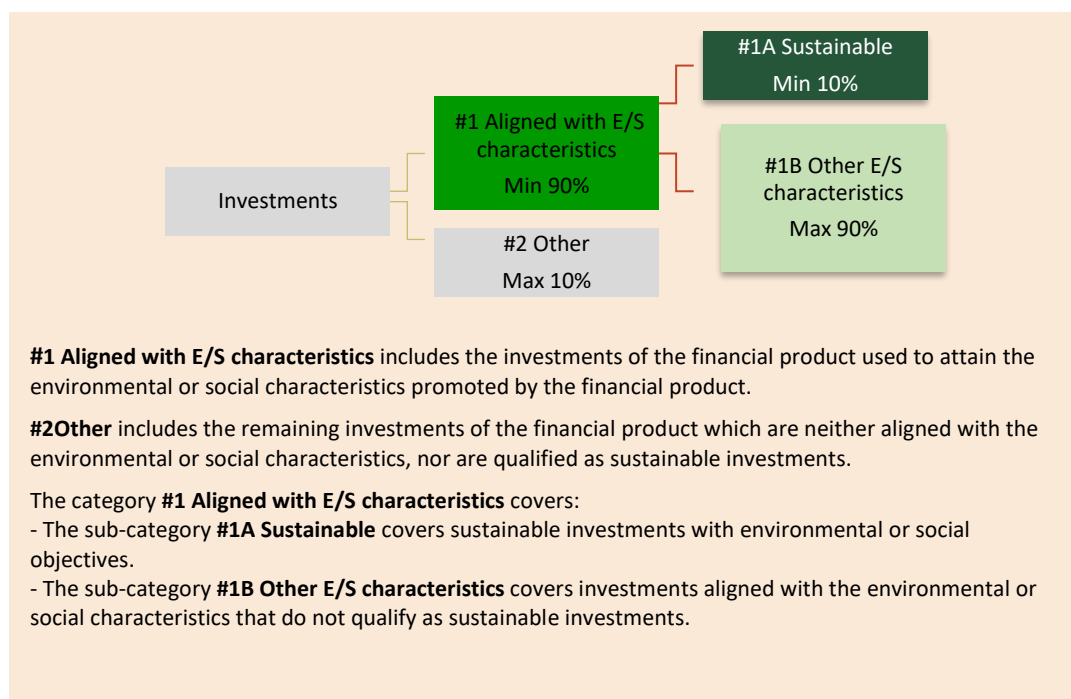 #1A Sustainable
Min 10%
#1 Aligned with E/S
characteristics
Min 90%
#1B Other E/S
characteristics
Max 90%
Investments
#2 Other
Max 10%
#1 Aligned with E/S characteristics includes the investments of the financial product used to attain the
environmental or social characteristics promoted by the financial product.
#2Other includes the remaining investments of the financial product which are neither aligned with the
environmental or social characteristics, nor are qualified as sustainable investments.
The category #1 Aligned with E/S characteristics covers:
- The sub-category #1A Sustainable covers sustainable investments with environmental or social
objectives.
- The sub-category #1B Other E/S characteristics covers investments aligned with the environmental or
social characteristics that do not qualify as sustainable investments.